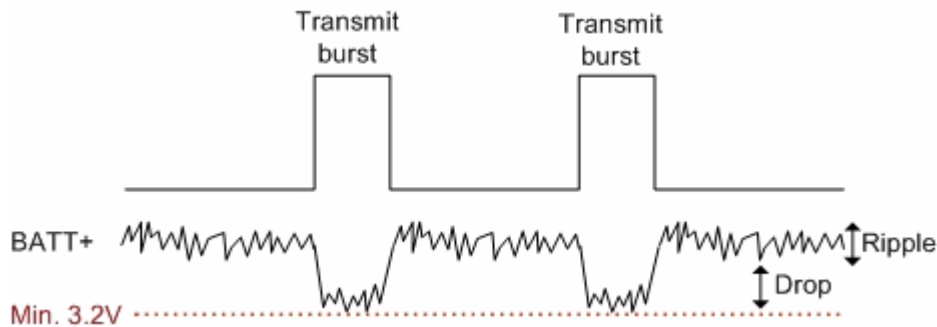 Transmit
burst
Transmit
burst
BATT+
Ripple
Drop
Min. 3.2V